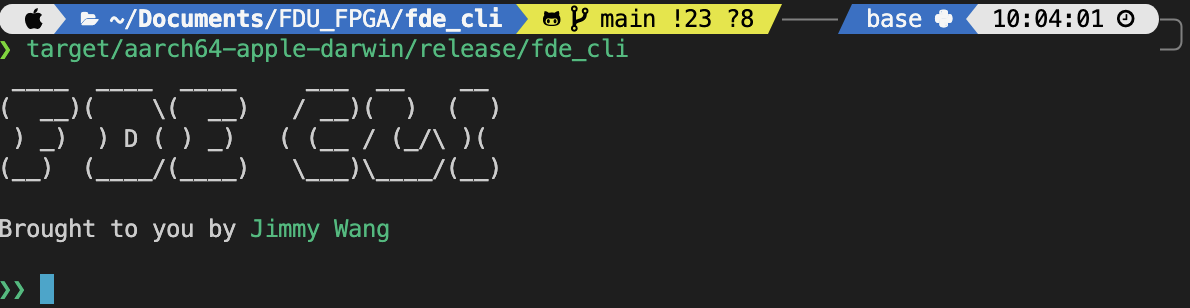 ~/Documents/FDU_FPGA/fde_cli main !23 ?8 base 10:04:01
❯ target/aarch64-apple-darwin/release/fde_cli
 ____  ____  ____     ___  __    __
(  __)(    \(  __)   / __)(  )  (  )
 ) _)  ) D ( ) _)   ( (__ / (_/\ )(
(__)  (____/(____)   \___)\____/(__)
Brought to you by Jimmy Wang
❯❯